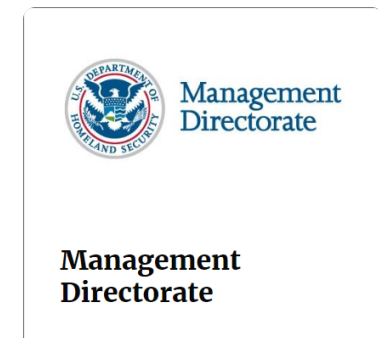 U.S. DEPARTMENT OF
HOMELAND SECURITY
Management
Directorate
Management
Directorate